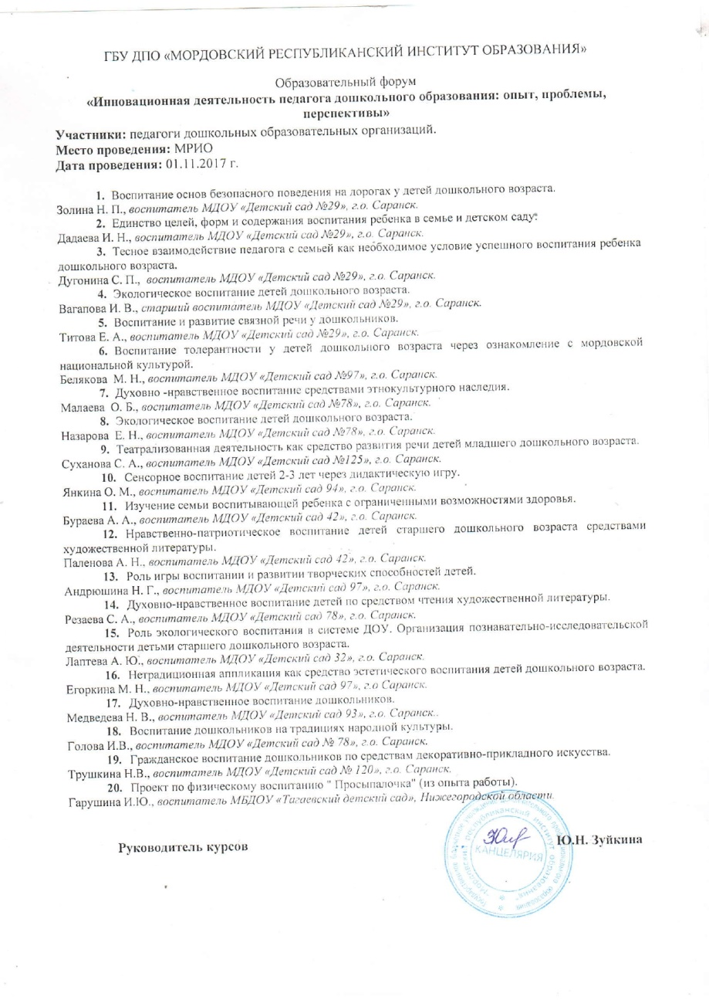 ГБУ ДПО «МОРДОВСКИЙ РЕСПУБЛИКАНСКИЙ ИНСТИТУТ ОБРАЗОВАНИЯ»
Образовательный форум
«Инновационная деятельность педагога дошкольного образования: опыт, проблемы,
перспективы»
Участники: педагоги дошкольных образовательных организаций.
Место проведения: МРИО
Дата проведения: 01.11.2017 г.
1. Воспитание основ безопасного поведения на дорогах у детей дошкольного возраста.
Золина Н. П., воспитатель МДОУ «Детский сад №29», г.о. Саранск.
2. Единство целей, форм и содержания воспитания ребенка в семье и детском саду.
Дадаева И. Н., воспитатель МДОУ «Детский сад №29», г.о. Саранск.
3. Тесное взаимодействие педагога с семьей как необходимое условие успешного воспитания ребенка
дошкольного возраста.
Дугонина С. П., воспитатель МДОУ «Детский сад №29», г.о. Саранск.
4. Экологическое воспитание детей дошкольного возраста.
Вагапова И. В., старший воспитатель МДОУ «Детский сад №29», г.о. Саранск.
5. Воспитание и развитие связной речи у дошкольников.
Титова Е. А., воспитатель МДОУ «Детский сад №29», г.о. Саранск.
6. Воспитание толерантности у детей дошкольного возраста через ознакомление с мордовской
национальной культурой.
Белякова М. Н., воспитатель МДОУ «Детский сад №97», г.о. Саранск.
7. Духовно -нравственное воспитание средствами этнокультурного наследия.
Малаева О. Б., воспитатель МДОУ «Детский сад №78», г.о. Саранск.
8. Экологическое воспитание детей дошкольного возраста.
Назарова Е. Н., воспитатель МДОУ «Детский сад №78», г.о. Саранск.
9. Театрализованная деятельность как средство развития речи детей младшего дошкольного возраста.
Суханова С. А., воспитатель МДОУ «Детский сад №125», г.о. Саранск.
10. Сенсорное воспитание детей 2-3 лет через дидактическую игру.
Янкина О. М., воспитатель МДОУ «Детский сад 94», г.о. Саранск.
11. Изучение семьи воспитывающей ребенка с ограниченными возможностями здоровья.
Бураева А. А., воспитатель МДОУ «Детский сад 42», г.о. Саранск.
12. Нравственно-патриотическое воспитание детей старшего дошкольного возраста средствами
художественной литературы.
Паленова А. Н., воспитатель МДОУ «Детский сад 42», г.о. Саранск.
13. Роль игры воспитании и развитии творческих способностей детей.
Андрюшина Н. Г., воспитатель МДОУ «Детский сад 97», г.о. Саранск.
14. Духовно-нравственное воспитание детей по средством чтения художественной литературы.
Резаева С. А., воспитатель МДОУ «Детский сад 78», г.о. Саранск.
15. Роль экологического воспитания в системе ДОУ. Организация познавательно-исследовательской
деятельности детьми старшего дошкольного возраста.
Лаптева А. Ю., воспитатель МДОУ «Детский сад 32», г.о. Саранск.
16. Нетрадиционная аппликация как средство эстетического воспитания детей дошкольного возраста.
Егоркина М. Н., воспитатель МДОУ «Детский сад 97», г.о Саранск.
17. Духовно-нравственное воспитание дошкольников.
Медведева Н. В., воспитатель МДОУ «Детский сад 93», г.о. Саранск..
18. Воспитание дошкольников на традициях народной культуры.
Голова И.В., воспитатель МДОУ «Детский сад № 78», г.о. Саранск.
19. Гражданское воспитание дошкольников по средствам декоративно-прикладного искусства.
Трушкина Н.В., воспитатель МДОУ «Детский сад № 120», г.о. Саранск.
20. Проект по физическому воспитанию " Просыпалочка" (из опыта работы).
Гарушина И.Ю., воспитатель МБДОУ «Тагаевский детский сад», Нижегородской области.
Руководитель курсов Ю.Н. Зуйкина
КАНЦЕЛЯРИЯ